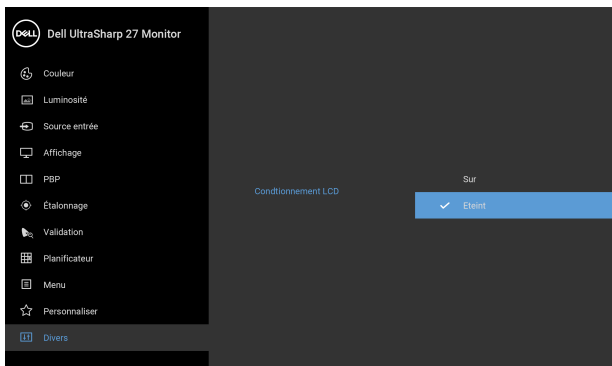 DELL Dell UltraSharp 27 Monitor
Couleur
Luminosité
Source entrée
Affichage
PBP
Étalonnage
Validation
Planificateur
Menu
Personnaliser
Divers
Condtionnement LCD
Sur
Eteint